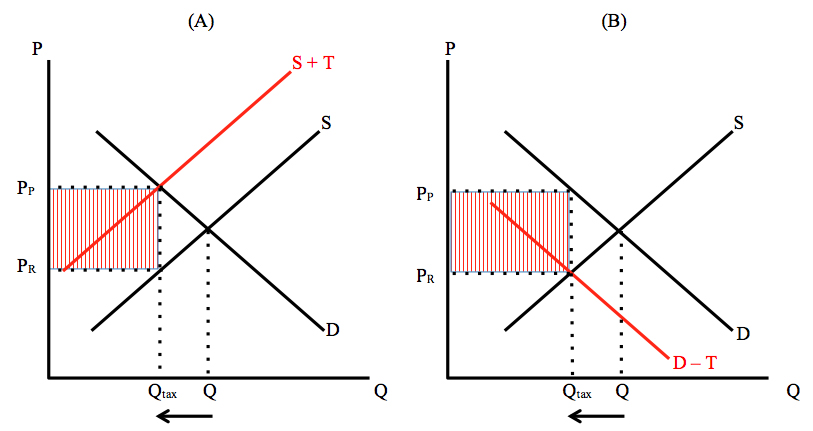 (A)
P
S + T
S
P_P
P_R
D
Q_tax
Q
Q
(B)
P
S
P_P
P_R
D
D – T
Q_tax
Q
Q